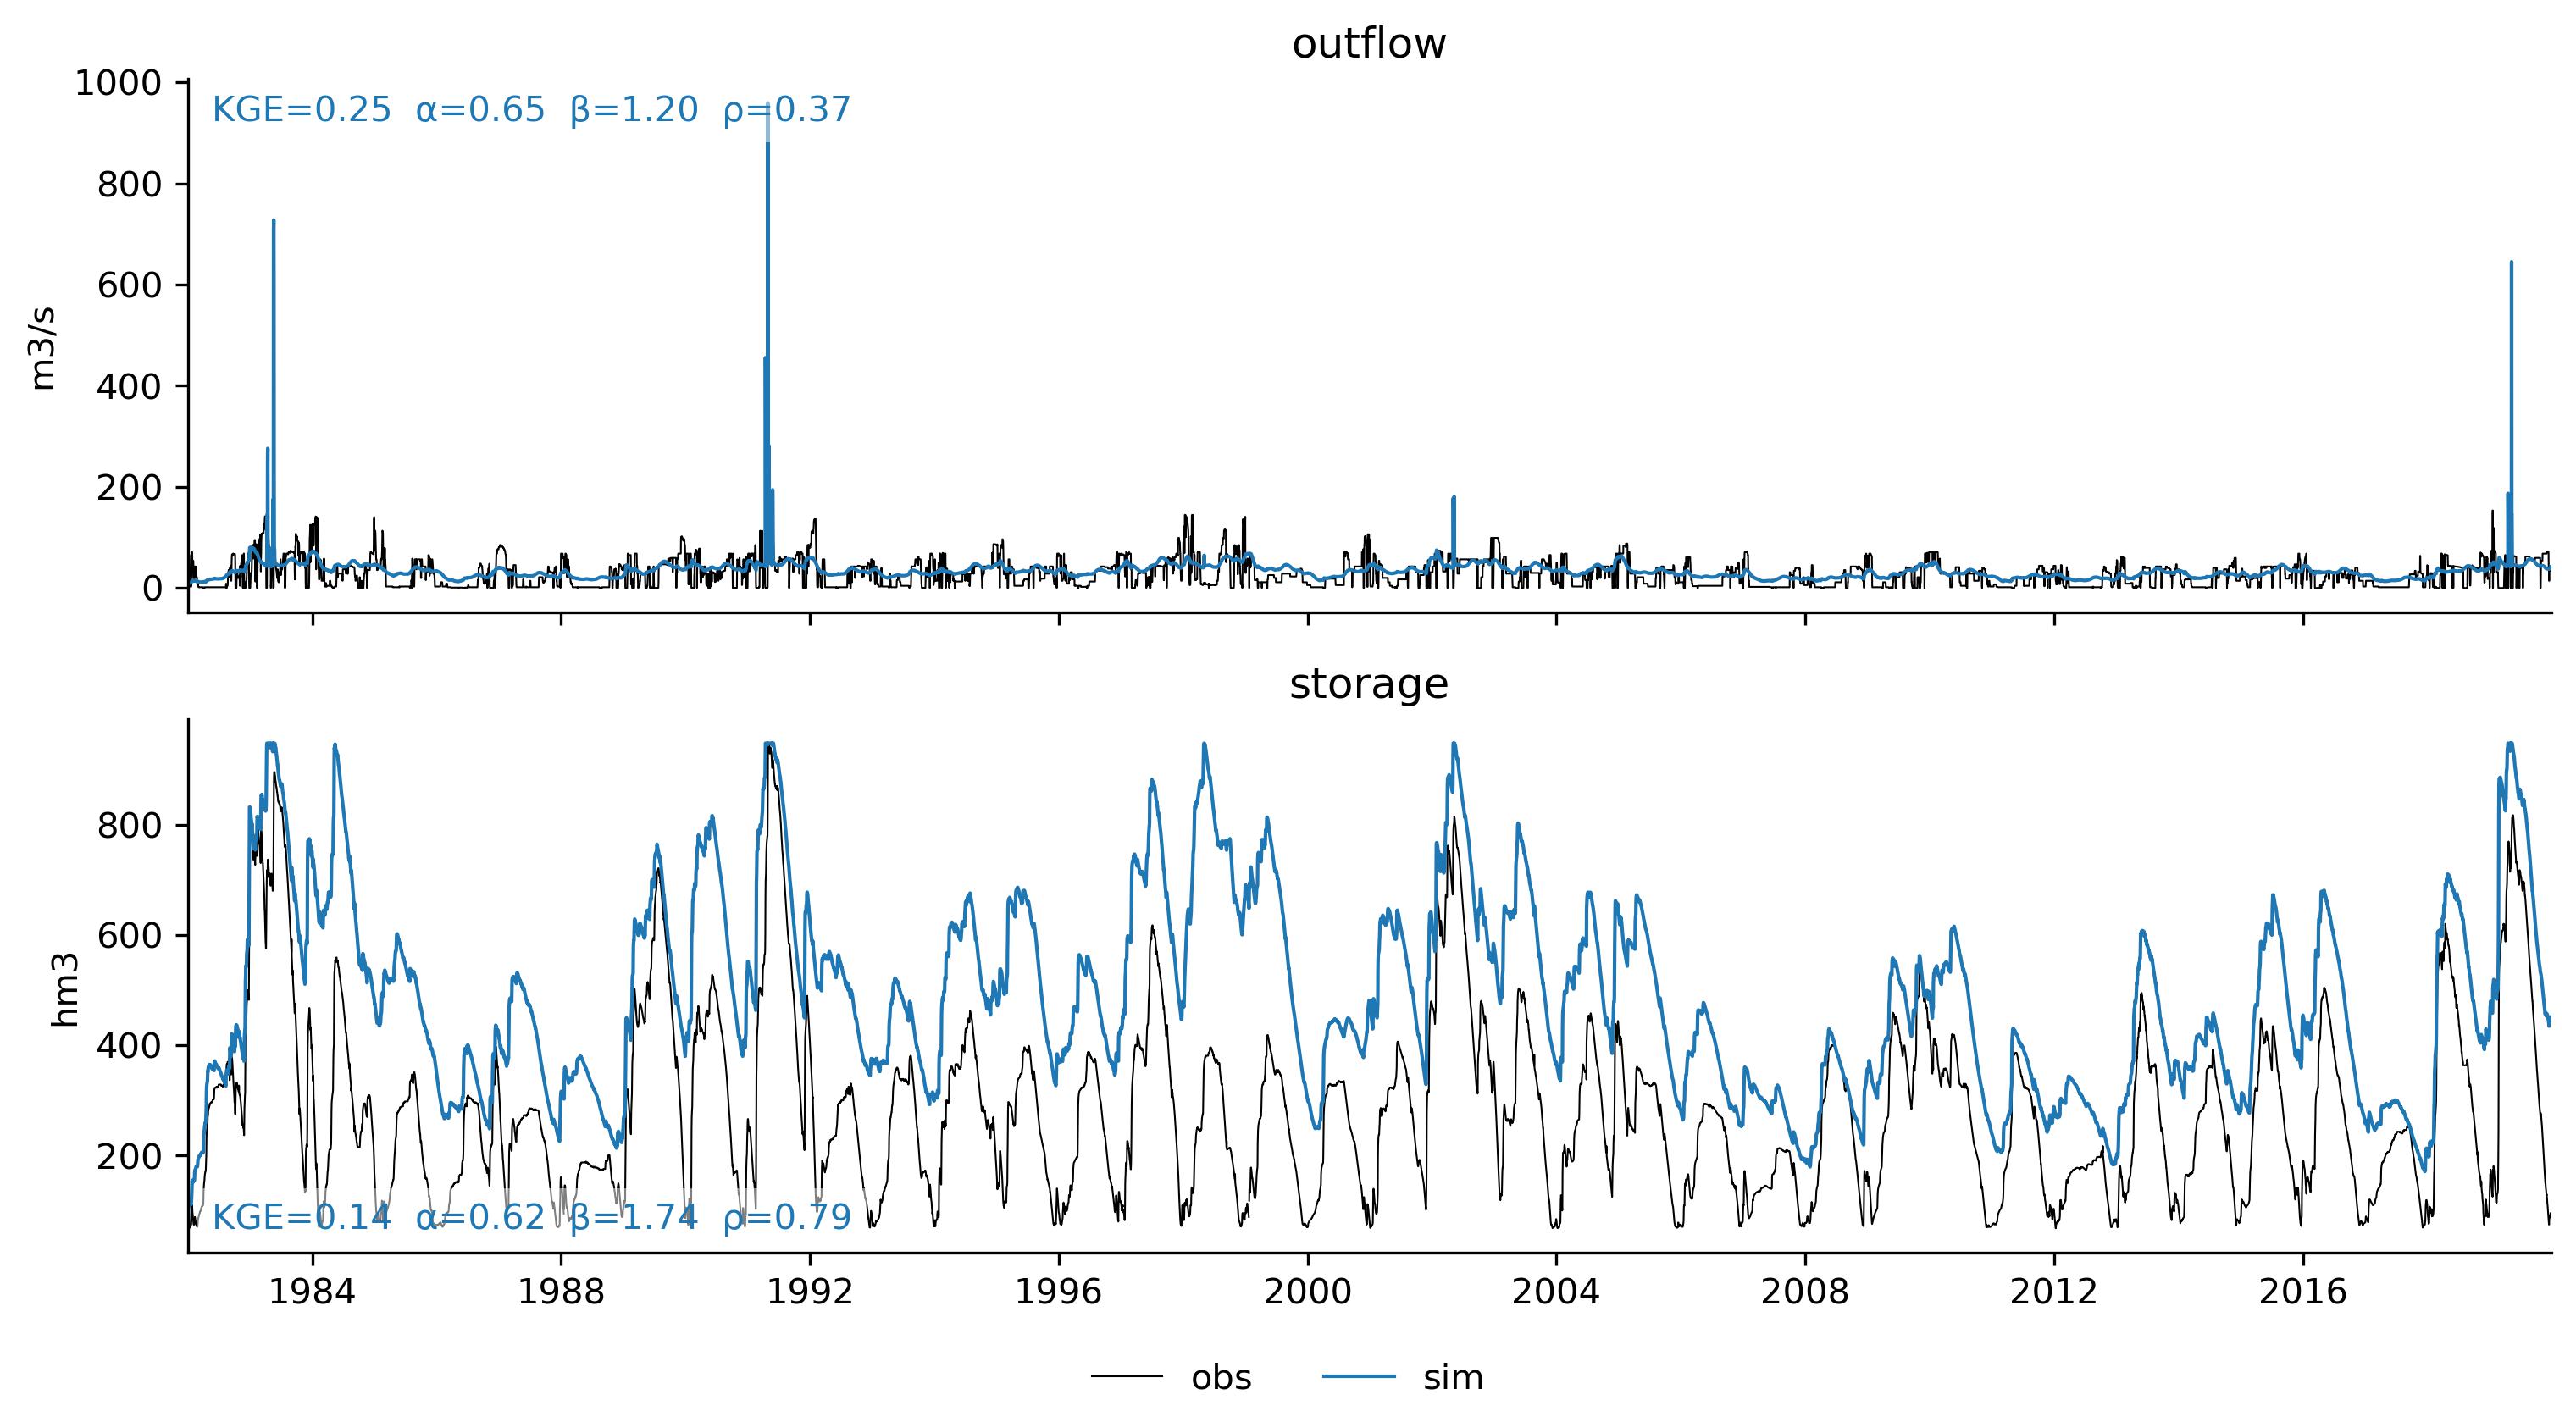 outflow
KGE=0.25  α=0.65  β=1.20  ρ=0.37
1000
800
600
400
200
0
m3/s
storage
800
600
400
200
hm3
KGE=0.14  α=0.62  β=1.74  ρ=0.79
1984 1988 1992 1996 2000 2004 2008 2012 2016
obs sim